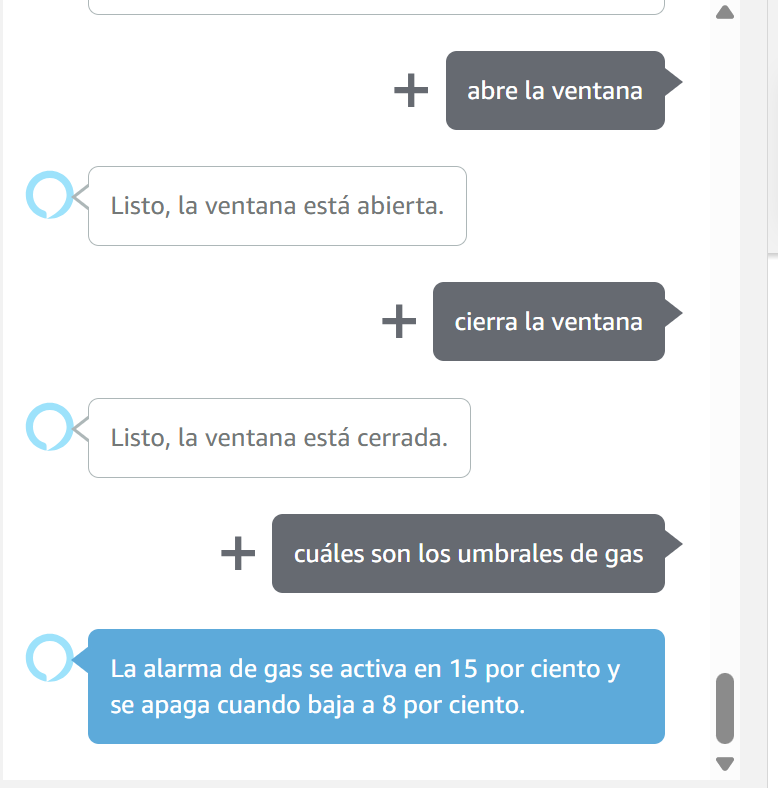 abre la ventana
Listo, la ventana está abierta.
cierra la ventana
Listo, la ventana está cerrada.
cuáles son los umbrales de gas
La alarma de gas se activa en 15 por ciento y
se apaga cuando baja a 8 por ciento.